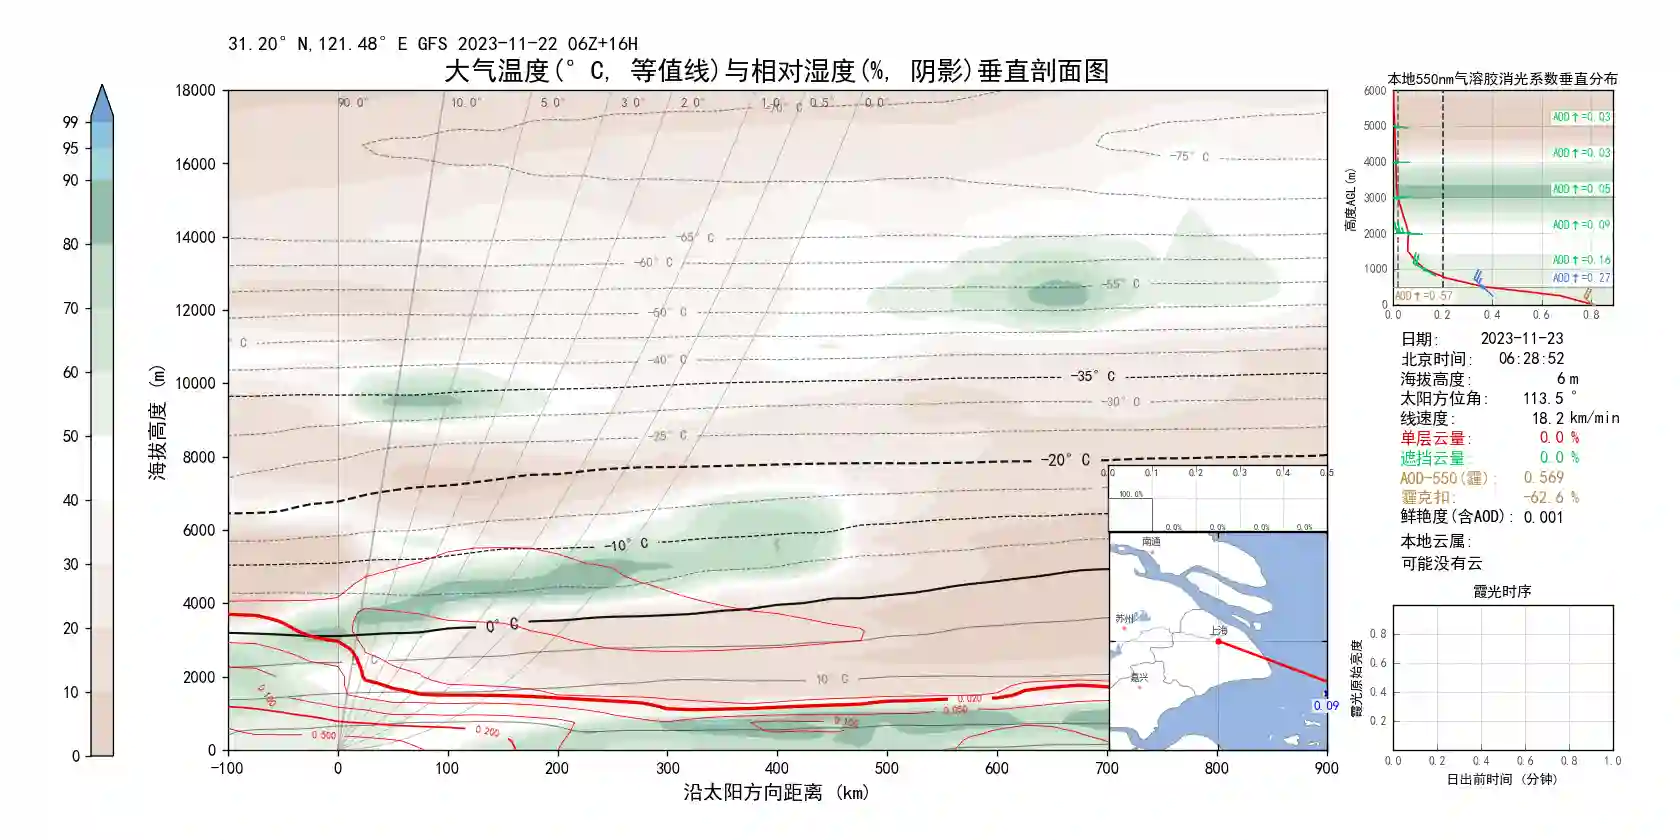 31.20° N,121.48° E GFS 2023-11-22 06Z+16H
大气温度(° C, 等值线)与相对湿度(%, 阴影)垂直剖面图
99
95
90
80
70
60
50
40
30
20
10
0
海拔高度 (m)
18000
16000
14000
12000
10000
8000
6000
4000
2000
0
-100 0 100 200 300 400 500 600 700 800 900
沿太阳方向距离 (km)
90.0° 10.0° 5.0° 3.0° 2.0° 1.0° 0.5° 0.0°
-70° C
-75° C
-65° C
-60° C
-55° C
-50° C
-40° C
-35° C
-30° C
-25° C
-20° C
-10° C
0° C
10° C
0.020
0.050
0.100
0.100
0.200
0.500
0.0 0.1 0.2 0.3 0.4 0.5
100.0%
0.0% 0.0% 0.0% 0.0%
南通
苏州
上海
嘉兴
0.09
本地550nm气溶胶消光系数垂直分布
高度AGL(m)
6000
5000
4000
3000
2000
1000
0
AOD↑=0.03
AOD↑=0.03
AOD↑=0.05
AOD↑=0.09
AOD↑=0.16
AOD↑=0.27
AOD↑=0.57
0.0 0.2 0.4 0.6 0.8
日期: 2023-11-23
北京时间: 06:28:52
海拔高度: 6 m
太阳方位角: 113.5 °
线速度: 18.2 km/min
单层云量: 0.0 %
遮挡云量: 0.0 %
AOD-550(霾): 0.569
霾克扣: -62.6 %
鲜艳度(含AOD): 0.001
本地云属:
可能没有云
霞光时序
霞光原始亮度
0.8
0.6
0.4
0.2
0.0 0.2 0.4 0.6 0.8 1.0
日出前时间 (分钟)